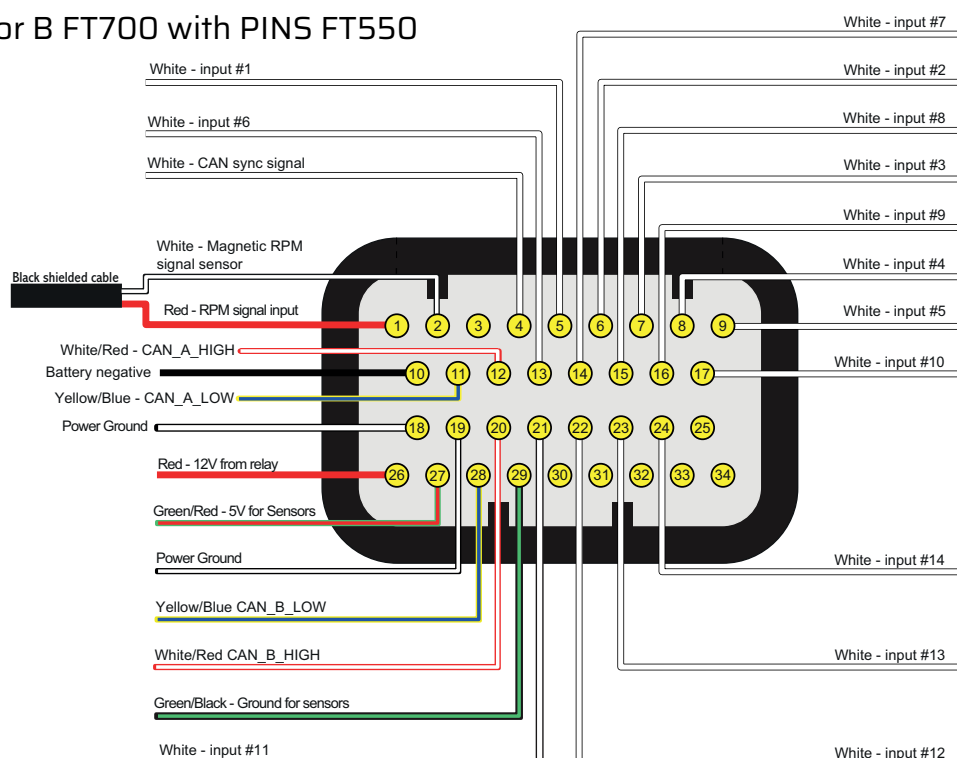 or B FT700 with PINS FT550
White - input #7
White - input #1
White - input #2
White - input #6
White - input #8
White - CAN sync signal
White - input #3
White - input #9
White - Magnetic RPM
signal sensor
White - input #4
Black shielded cable
Red - RPM signal input
White - input #5
1 2 3 4 5 6 7 8 9
White/Red - CAN_A_HIGH
White - input #10
Battery negative
10 11 12 13 14 15 16 17
Yellow/Blue - CAN_A_LOW
Power Ground
18 19 20 21 22 23 24 25
Red - 12V from relay
26 27 28 29 30 31 32 33 34
Green/Red - 5V for Sensors
Power Ground
White - input #14
Yellow/Blue CAN_B_LOW
White/Red CAN_B_HIGH
White - input #13
Green/Black - Ground for sensors
White - input #11
White - input #12